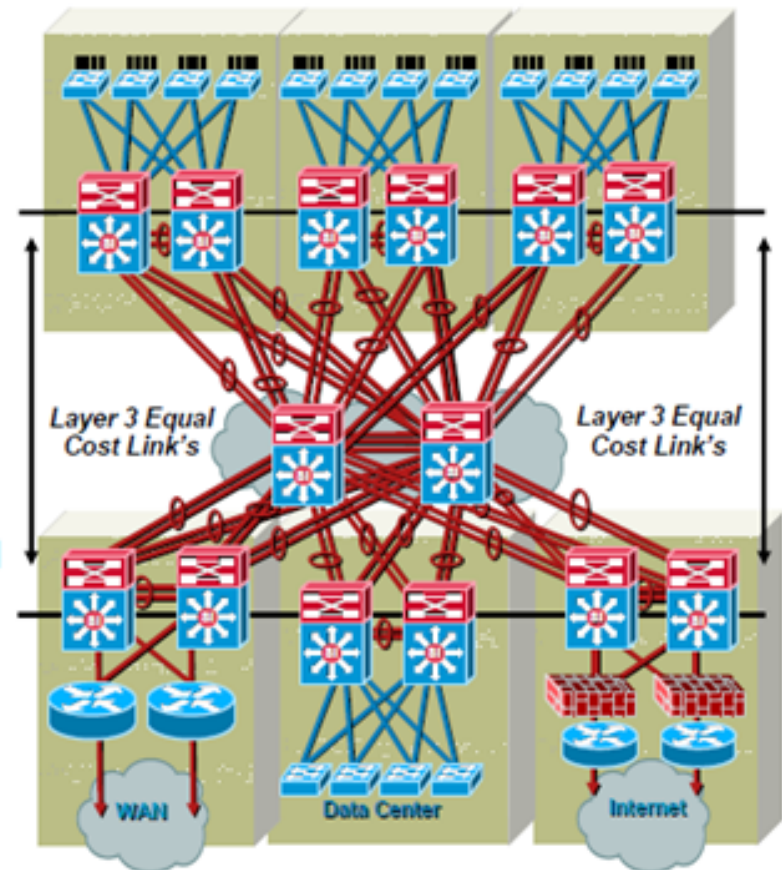 Layer 3 Equal
Cost Link's
Layer 3 Equal
Cost Link's
WAN
Data Center
Internet